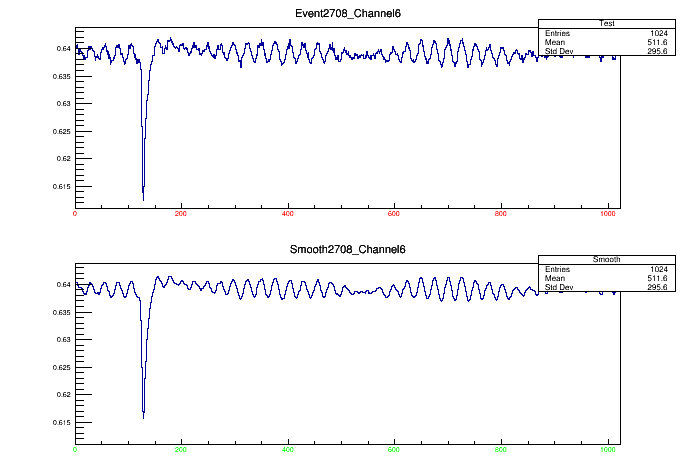 Event2708_Channel6
Test
Entries 1024
Mean 511.6
Std Dev 295.6
0.64
0.635
0.63
0.625
0.62
0.615
0 200 400 600 800 1000
Smooth2708_Channel6
Smooth
Entries 1024
Mean 511.6
Std Dev 295.6
0.64
0.635
0.63
0.625
0.62
0.615
0 200 400 600 800 1000